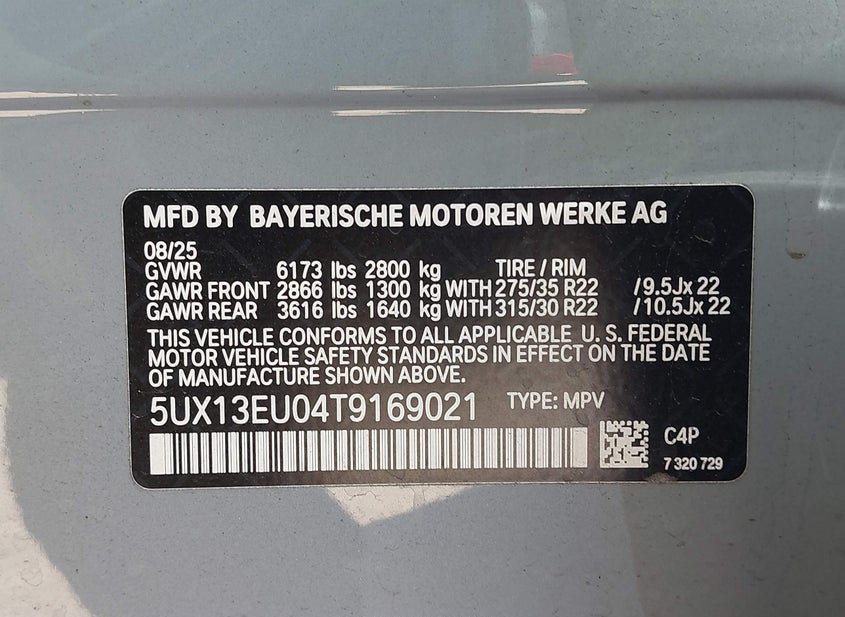 MFD BY BAYERISCHE MOTOREN WERKE AG
08/25
GVWR 6173 lbs 2800 kg TIRE / RIM
GAWR FRONT 2866 lbs 1300 kg WITH 275/35 R22 /9.5Jx 22
GAWR REAR 3616 lbs 1640 kg WITH 315/30 R22 /10.5Jx 22
THIS VEHICLE CONFORMS TO ALL APPLICABLE U. S. FEDERAL
MOTOR VEHICLE SAFETY STANDARDS IN EFFECT ON THE DATE
OF MANUFACTURE SHOWN ABOVE.
5UX13EU04T9169021 TYPE: MPV
C4P
7 320 729